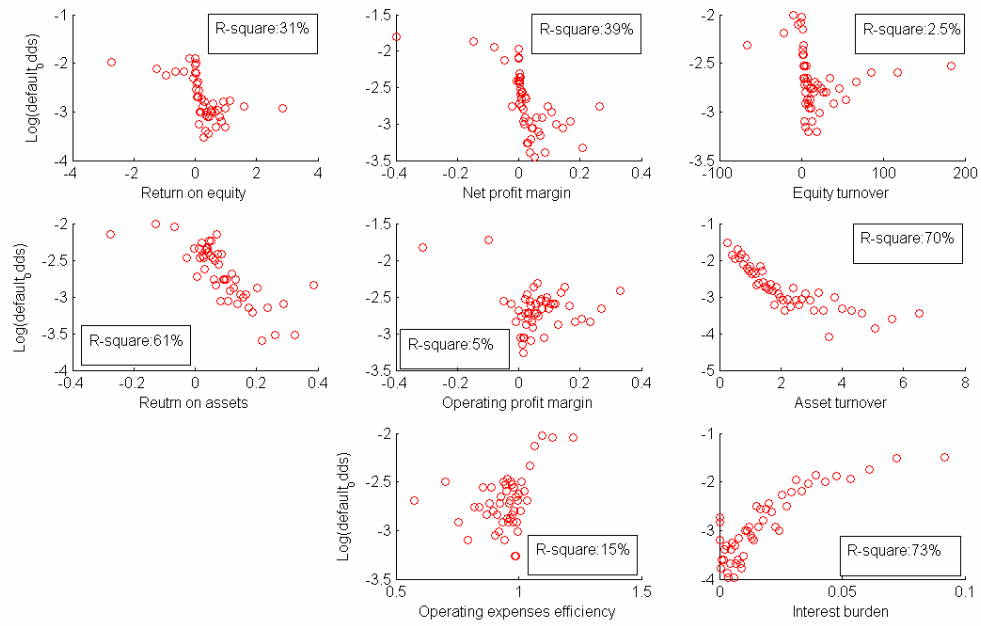 R-square:31%
R-square:39%
R-square:2.5%
Log(default_odds)
-1
-2
-3
-4
-4 -2 0 2 4
Return on equity
-1.5
-2
-2.5
-3
-3.5
-0.4 -0.2 0 0.2 0.4
Net profit margin
-2
-2.5
-3
-3.5
-100 0 100 200
Equity turnover
R-square:61%
R-square:5%
R-square:70%
Log(default_odds)
-2
-2.5
-3
-3.5
-4
-0.4 -0.2 0 0.2 0.4
Reutrn on assets
-1.5
-2
-2.5
-3
-3.5
-0.4 -0.2 0 0.2 0.4
Operating profit margin
-1
-2
-3
-4
-5
0 2 4 6 8
Asset turnover
R-square:15%
R-square:73%
Log(default_odds)
-2
-2.5
-3
-3.5
0.5 1 1.5
Operating expenses efficiency
-1
-2
-3
-4
0 0.05 0.1
Interest burden